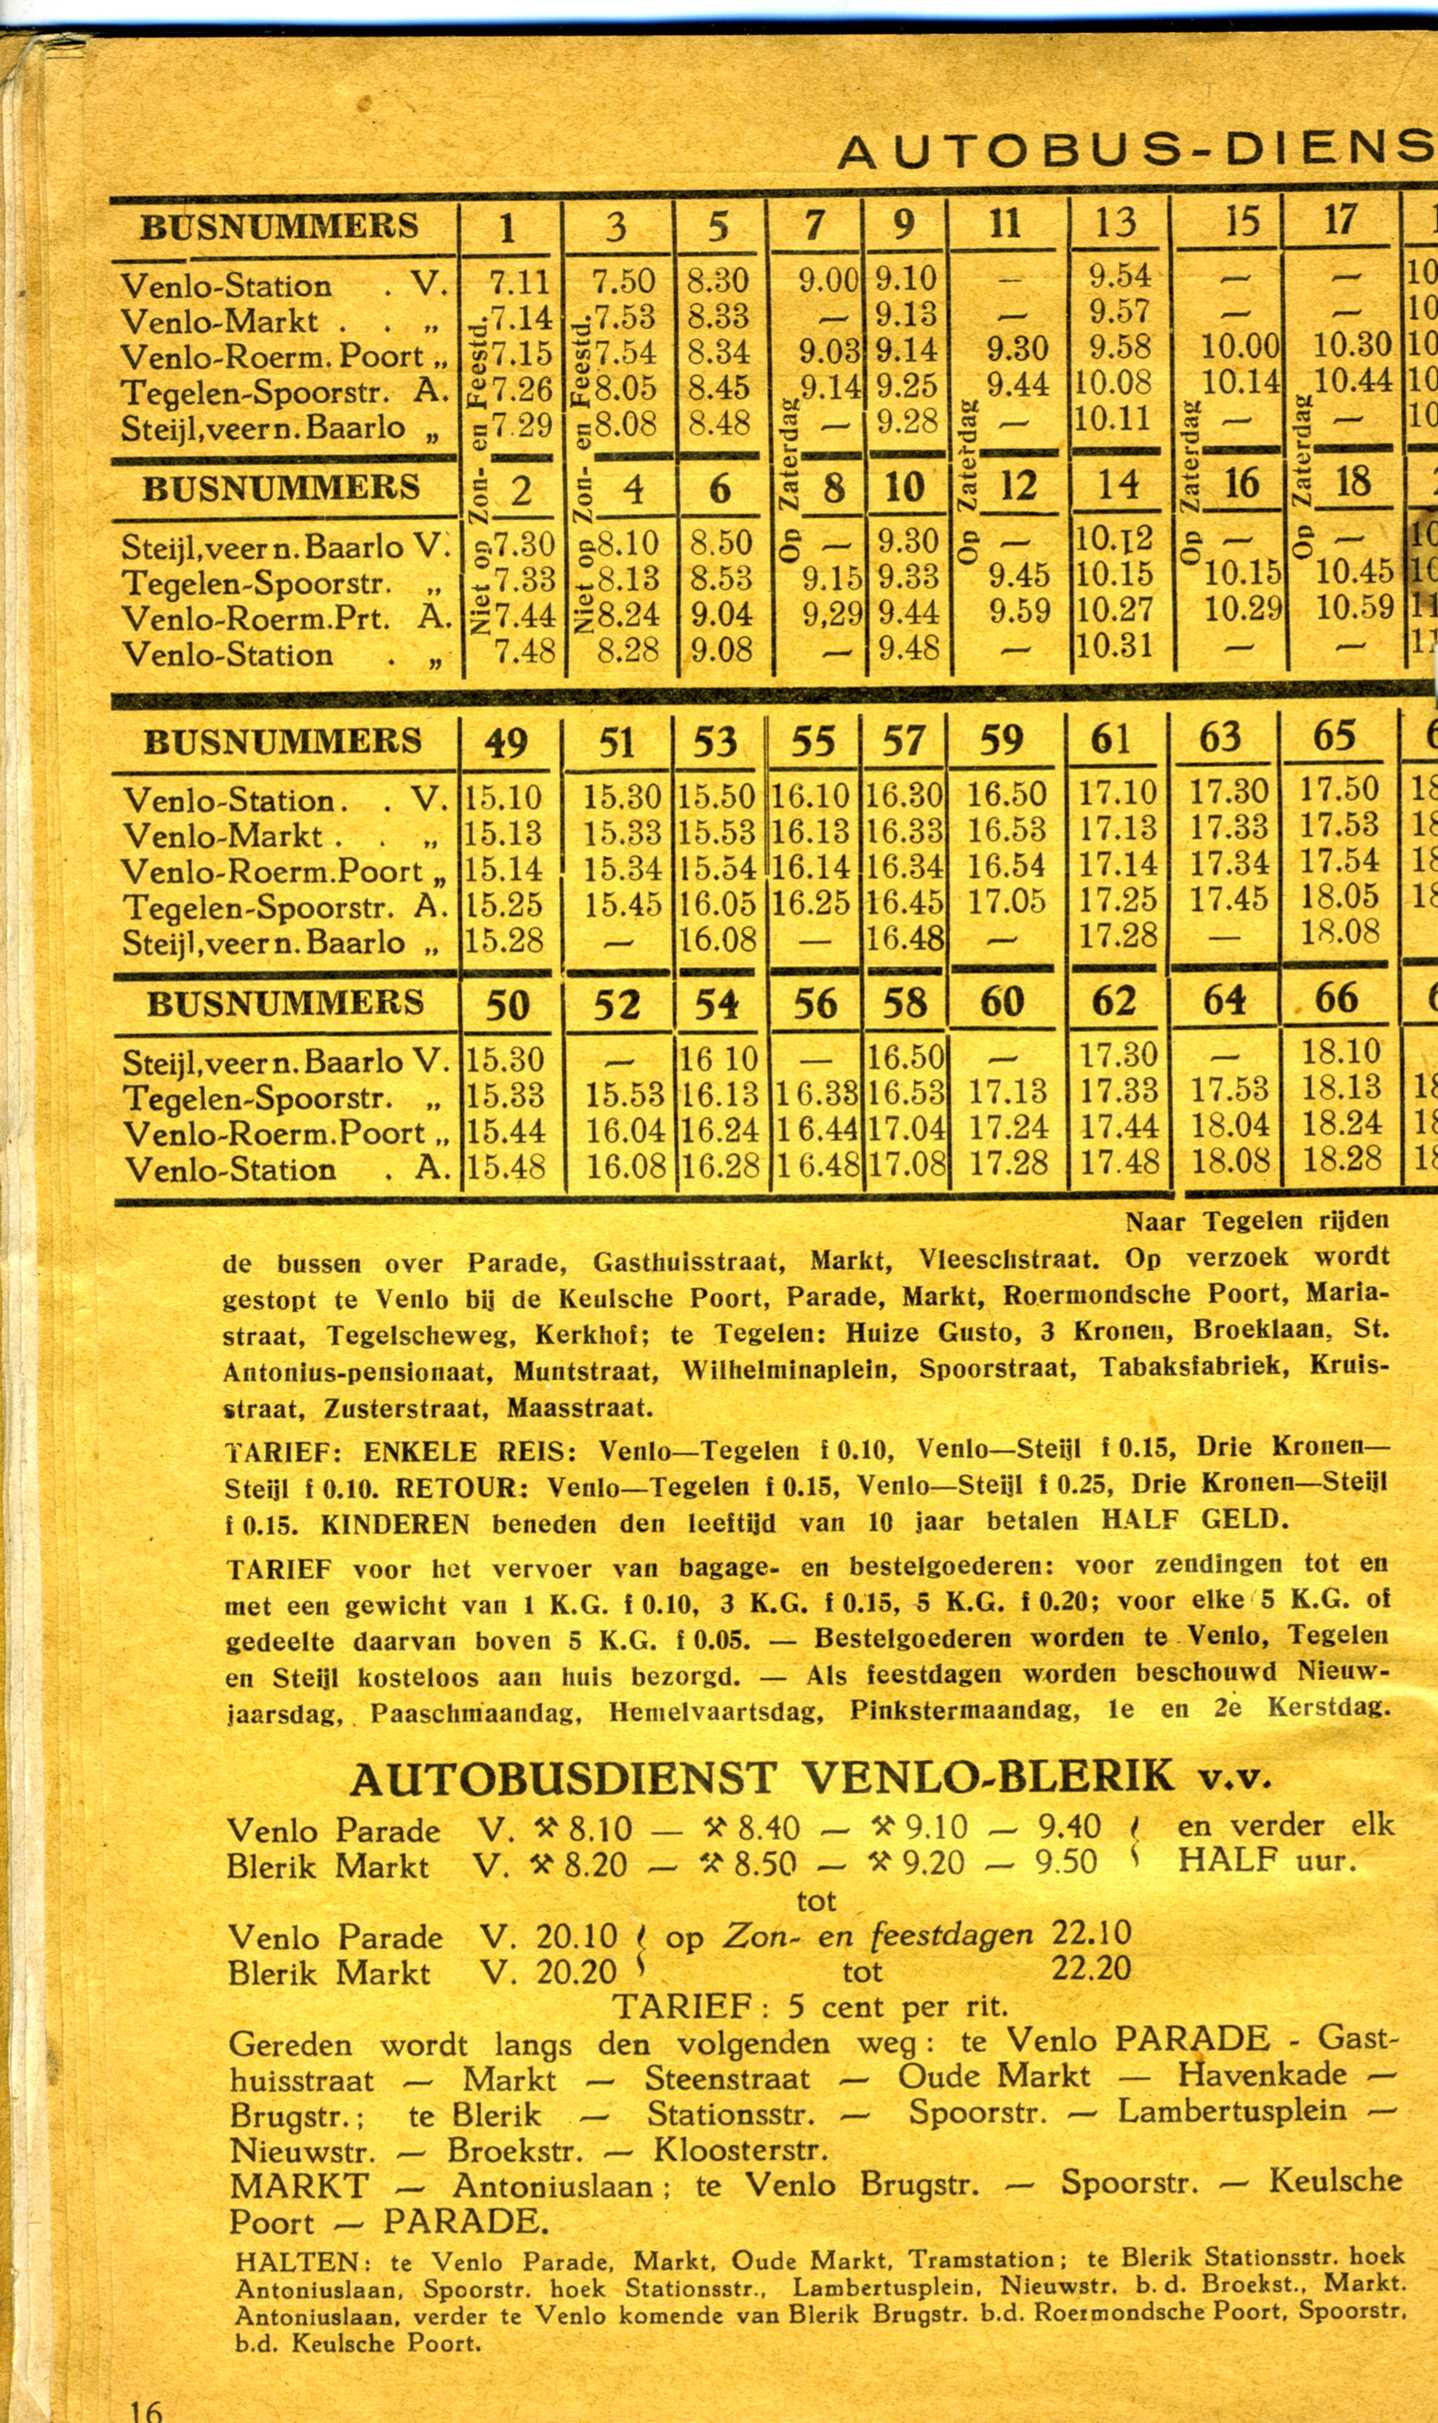 AUTOBUS-DIENS
BUSNUMMERS 1 3 5 7 9 11 13 15 17
Venlo-Station . V. 7.11 7.50 8.30 9.00 9.10 — 9.54 — — 10
Venlo-Markt . . „ 7.14 7.53 8.33 — 9.13 — 9.57 — — 10
Venlo-Roerm. Poort „ 7.15 7.54 8.34 9.03 9.14 9.30 9.58 10.00 10.30 10
Tegelen-Spoorstr. A. 7.26 8.05 8.45 9.14 9.25 9.44 10.08 10.14 10.44 10
Steijl,veer n. Baarlo „ 7.29 8.08 8.48 — 9.28 — 10.11 — — 10
Niet op Zon- en Feestd.
Niet op Zon- en Feestd.
Op Zaterdag
Op Zaterdag
Op Zaterdag
Op Zaterdag
BUSNUMMERS 2 4 6 8 10 12 14 16 18
Steijl,veer n. Baarlo V. 7.30 8.10 8.50 — 9.30 — 10.12 — — 10
Tegelen-Spoorstr. „ 7.33 8.13 8.53 9.15 9.33 9.45 10.15 10.15 10.45 10
Venlo-Roerm.Prt. A. 7.44 8.24 9.04 9,29 9.44 9.59 10.27 10.29 10.59 11
Venlo-Station . „ 7.48 8.28 9.08 — 9.48 — 10.31 — — 11
BUSNUMMERS 49 51 53 55 57 59 61 63 65
Venlo-Station . . V. 15.10 15.30 15.50 16.10 16.30 16.50 17.10 17.30 17.50 18
Venlo-Markt . . „ 15.13 15.33 15.53 16.13 16.33 16.53 17.13 17.33 17.53 18
Venlo-Roerm.Poort „ 15.14 15.34 15.54 16.14 16.34 16.54 17.14 17.34 17.54 18
Tegelen-Spoorstr. A. 15.25 15.45 16.05 16.25 16.45 17.05 17.25 17.45 18.05 18
Steijl,veer n. Baarlo „ 15.28 — 16.08 — 16.48 — 17.28 — 18.08
BUSNUMMERS 50 52 54 56 58 60 62 64 66
Steijl,veer n. Baarlo V. 15.30 — 16 10 — 16.50 — 17.30 — 18.10
Tegelen-Spoorstr. „ 15.33 15.53 16.13 16.33 16.53 17.13 17.33 17.53 18.13 18
Venlo-Roerm.Poort „ 15.44 16.04 16.24 16.44 17.04 17.24 17.44 18.04 18.24 18
Venlo-Station . A. 15.48 16.08 16.28 16.48 17.08 17.28 17.48 18.08 18.28 18
Naar Tegelen rijden
de bussen over Parade, Gasthuisstraat, Markt, Vleeschstraat. Op verzoek wordt
gestopt te Venlo bij de Keulsche Poort, Parade, Markt, Roermondsche Poort, Maria-
straat, Tegelscheweg, Kerkhof; te Tegelen: Huize Gusto, 3 Kronen, Broeklaan, St.
Antonius-pensionaat, Muntstraat, Wilhelminaplein, Spoorstraat, Tabaksfabriek, Kruis-
straat, Zusterstraat, Maasstraat.
TARIEF: ENKELE REIS: Venlo—Tegelen f 0.10, Venlo—Steijl f 0.15, Drie Kronen—
Steijl f 0.10. RETOUR: Venlo—Tegelen f 0.15, Venlo—Steijl f 0.25, Drie Kronen—Steijl
f 0.15. KINDEREN beneden den leeftijd van 10 jaar betalen HALF GELD.
TARIEF voor het vervoer van bagage- en bestelgoederen: voor zendingen tot en
met een gewicht van 1 K.G. f 0.10, 3 K.G. f 0.15, 5 K.G. f 0.20; voor elke 5 K.G. of
gedeelte daarvan boven 5 K.G. f 0.05. — Bestelgoederen worden te Venlo, Tegelen
en Steijl kosteloos aan huis bezorgd. — Als feestdagen worden beschouwd Nieuw-
jaarsdag, Paaschmaandag, Hemelvaartsdag, Pinkstermaandag, 1e en 2e Kerstdag.
AUTOBUSDIENST VENLO-BLERIK v.v.
Venlo Parade V. ⚒ 8.10 — ⚒ 8.40 — ⚒ 9.10 — 9.40 } en verder elk
Blerik Markt V. ⚒ 8.20 — ⚒ 8.50 — ⚒ 9.20 — 9.50 } HALF uur.
tot
Venlo Parade V. 20.10 } op Zon- en feestdagen 22.10
Blerik Markt V. 20.20 } tot 22.20
TARIEF: 5 cent per rit.
Gereden wordt langs den volgenden weg: te Venlo PARADE - Gast-
huisstraat — Markt — Steenstraat — Oude Markt — Havenkade —
Brugstr.; te Blerik — Stationsstr. — Spoorstr. — Lambertusplein —
Nieuwstr. — Broekstr. — Kloosterstr.
MARKT — Antoniuslaan; te Venlo Brugstr. — Spoorstr. — Keulsche
Poort — PARADE.
HALTEN: te Venlo Parade, Markt, Oude Markt, Tramstation; te Blerik Stationsstr. hoek
Antoniuslaan, Spoorstr. hoek Stationsstr., Lambertusplein, Nieuwstr. b.d. Broekst., Markt.
Antoniuslaan, verder te Venlo komende van Blerik Brugstr. b.d. Roermondsche Poort, Spoorstr.
b.d. Keulsche Poort.
16